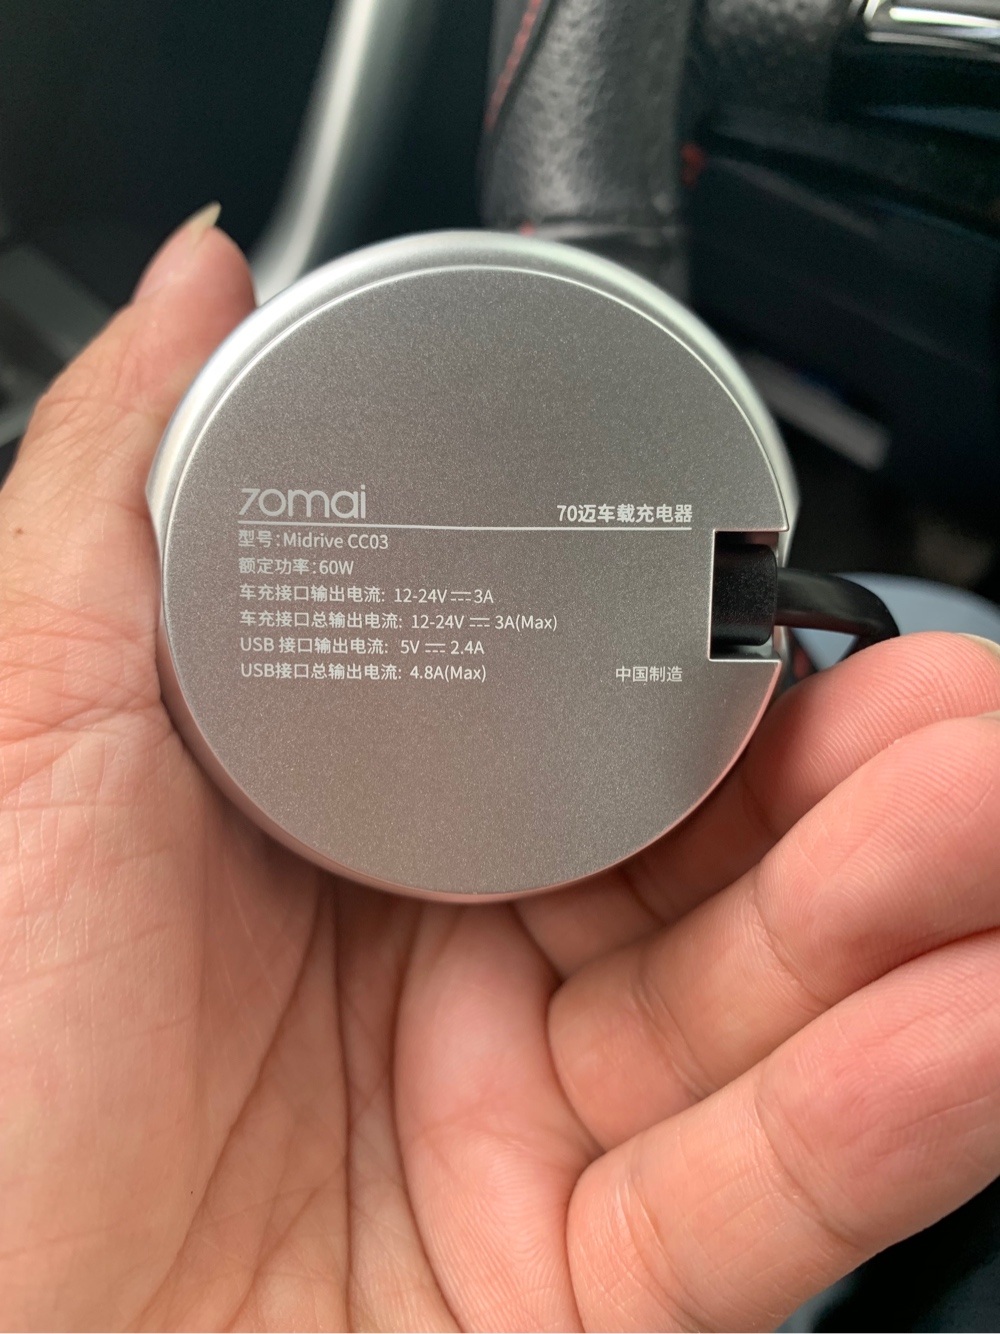 70mai
70迈车载充电器
型号:Midrive CC03
额定功率:60W
车充接口输出电流: 12-24V⎓3A
车充接口总输出电流: 12-24V ⎓ 3A(Max)
USB 接口输出电流: 5V ⎓ 2.4A
USB接口总输出电流: 4.8A(Max)
中国制造